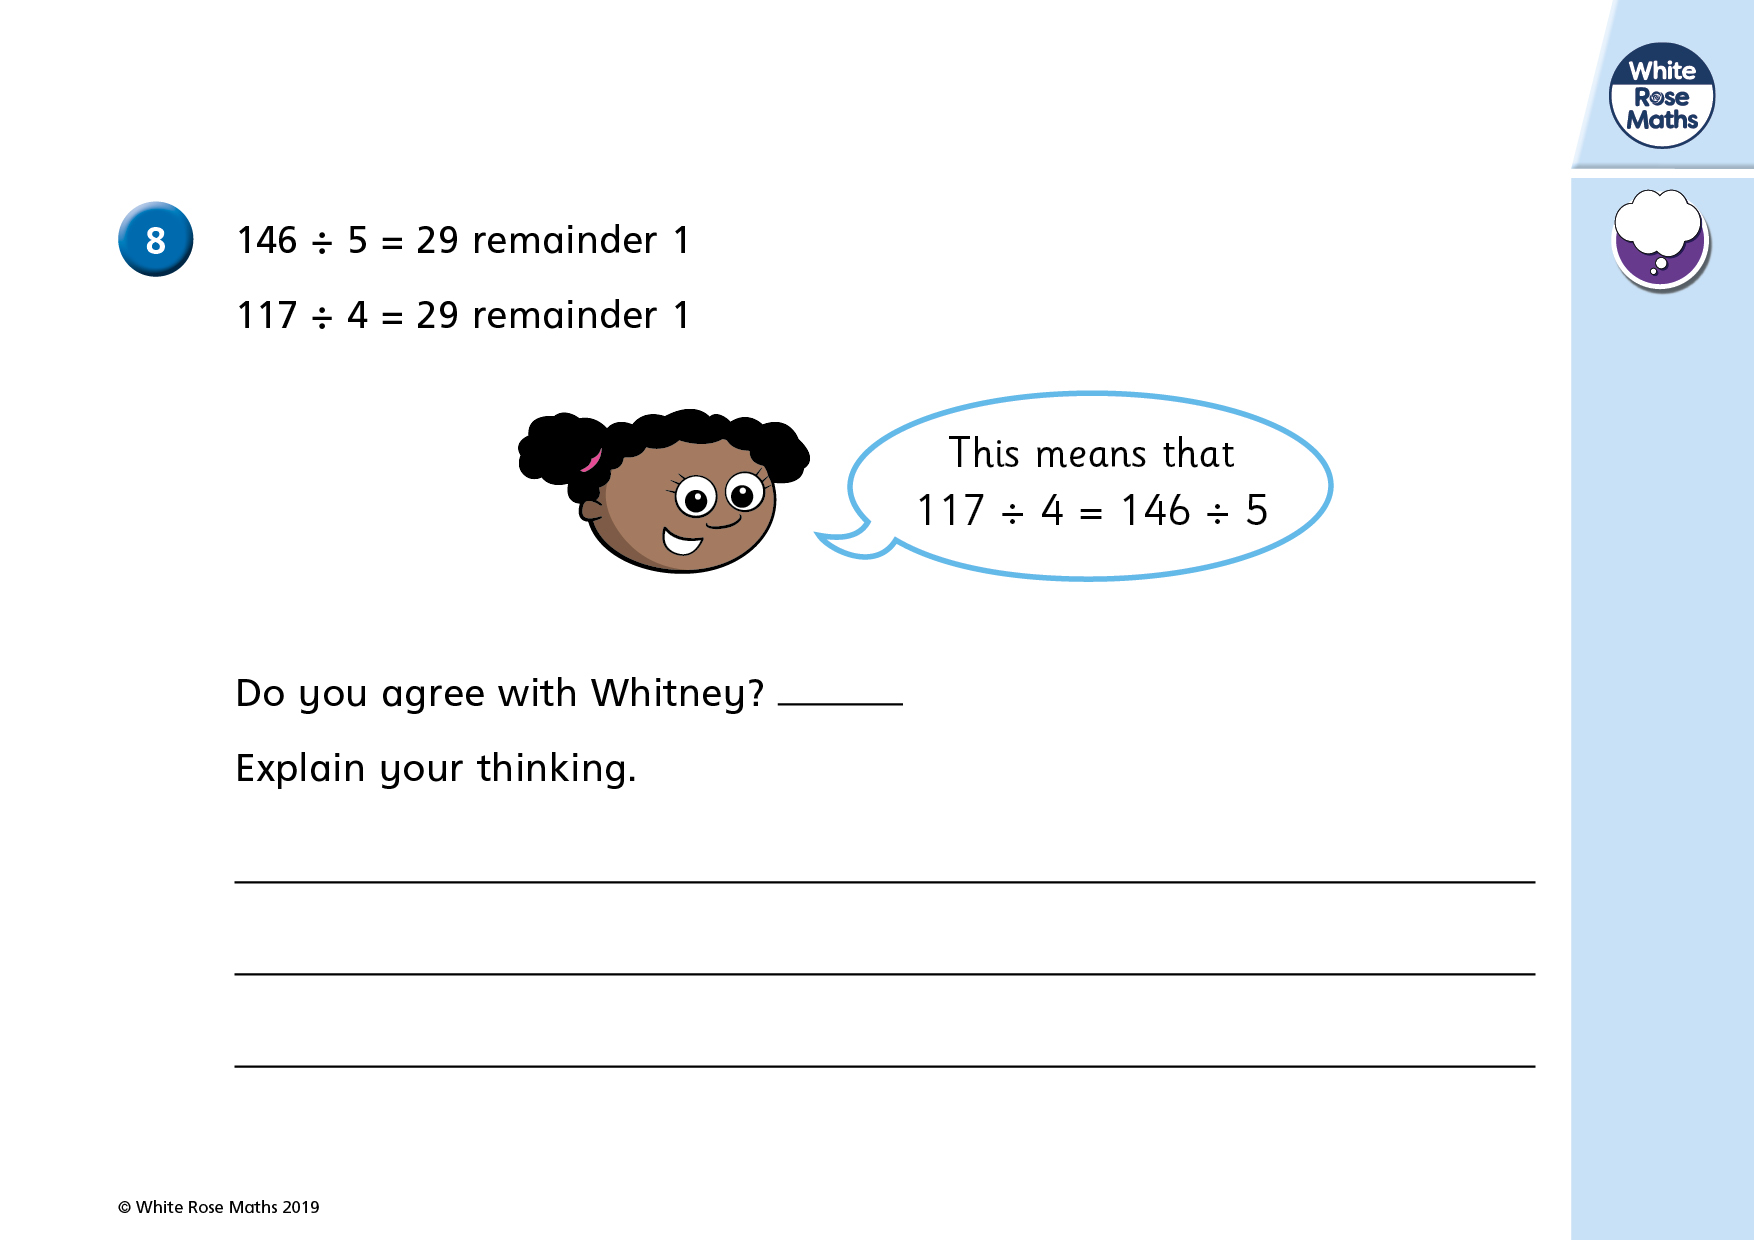 White
Rose
Maths
8
146 ÷ 5 = 29 remainder 1
117 ÷ 4 = 29 remainder 1
This means that
117 ÷ 4 = 146 ÷ 5
Do you agree with Whitney? ______
Explain your thinking.
© White Rose Maths 2019